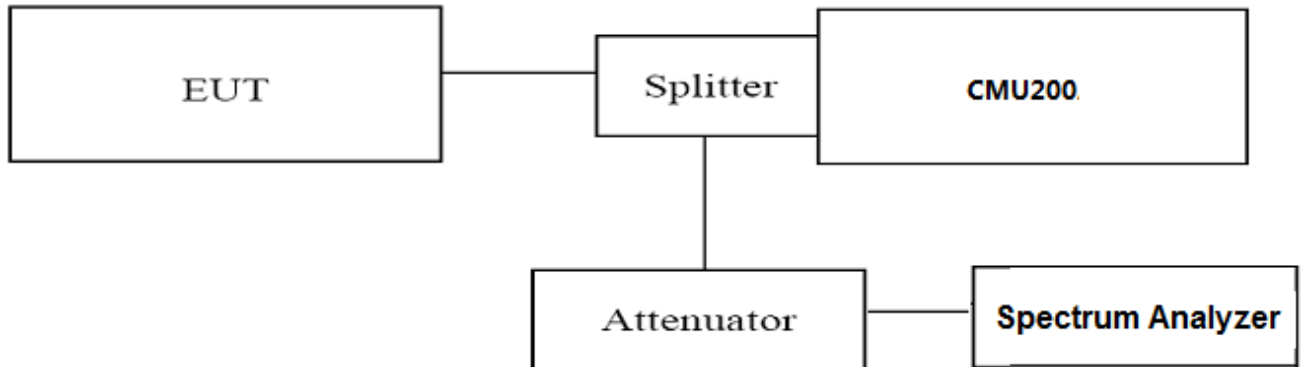 EUT
Splitter
CMU200.
Attenuator
Spectrum Analyzer